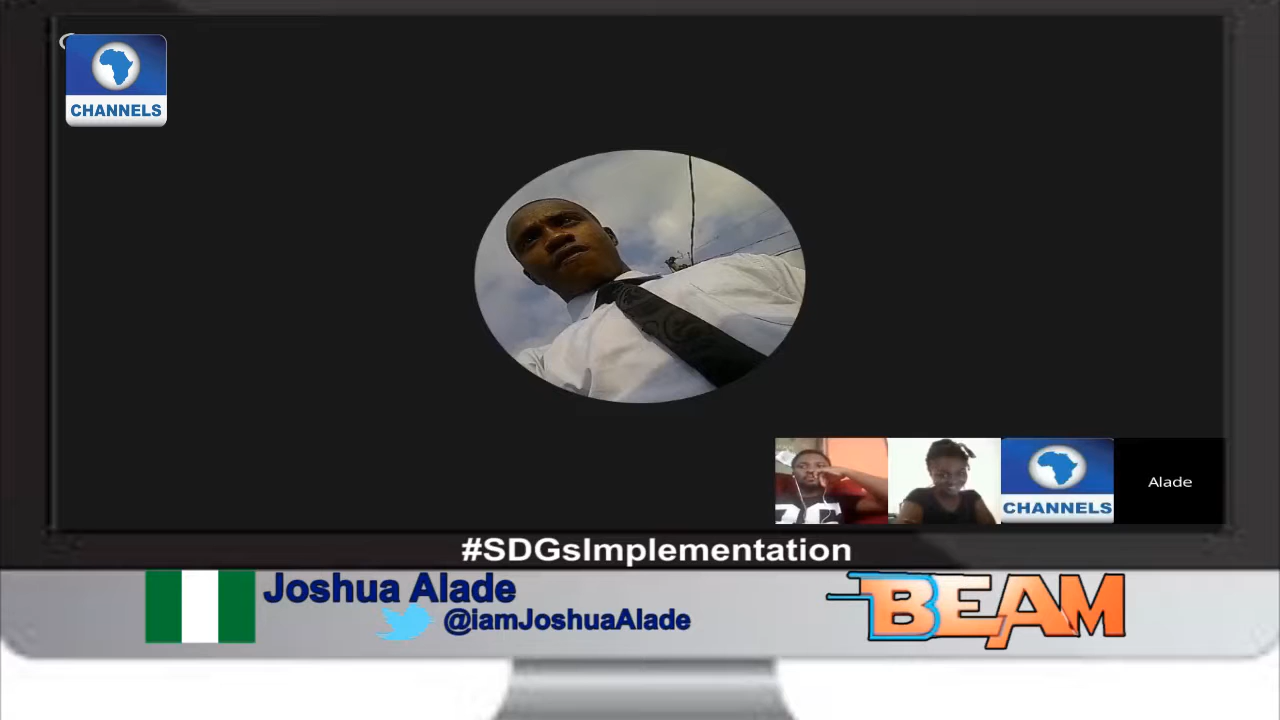 CHANNELS
CHANNELS
Alade
#SDGsImplementation
Joshua Alade
@iamJoshuaAlade
BEAM